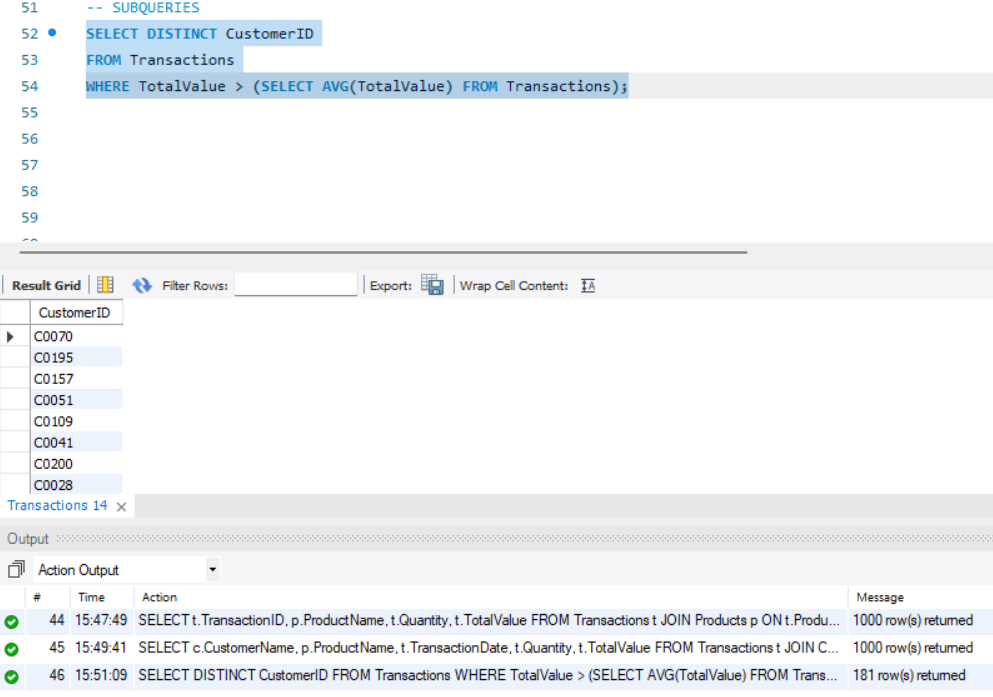 51 -- SUBQUERIES
52 SELECT DISTINCT CustomerID
53 FROM Transactions
54 WHERE TotalValue > (SELECT AVG(TotalValue) FROM Transactions);
55
56
57
58
59
Result Grid Filter Rows: Export: Wrap Cell Content: IA
CustomerID
C0070
C0195
C0157
C0051
C0109
C0041
C0200
C0028
Transactions 14 ×
Output
Action Output
# Time Action Message
44 15:47:49 SELECT t.TransactionID, p.ProductName, t.Quantity, t.TotalValue FROM Transactions t JOIN Products p ON t.Produ... 1000 row(s) returned
45 15:49:41 SELECT c.CustomerName, p.ProductName, t.TransactionDate, t.Quantity, t.TotalValue FROM Transactions t JOIN C... 1000 row(s) returned
46 15:51:09 SELECT DISTINCT CustomerID FROM Transactions WHERE TotalValue > (SELECT AVG(TotalValue) FROM Trans... 181 row(s) returned